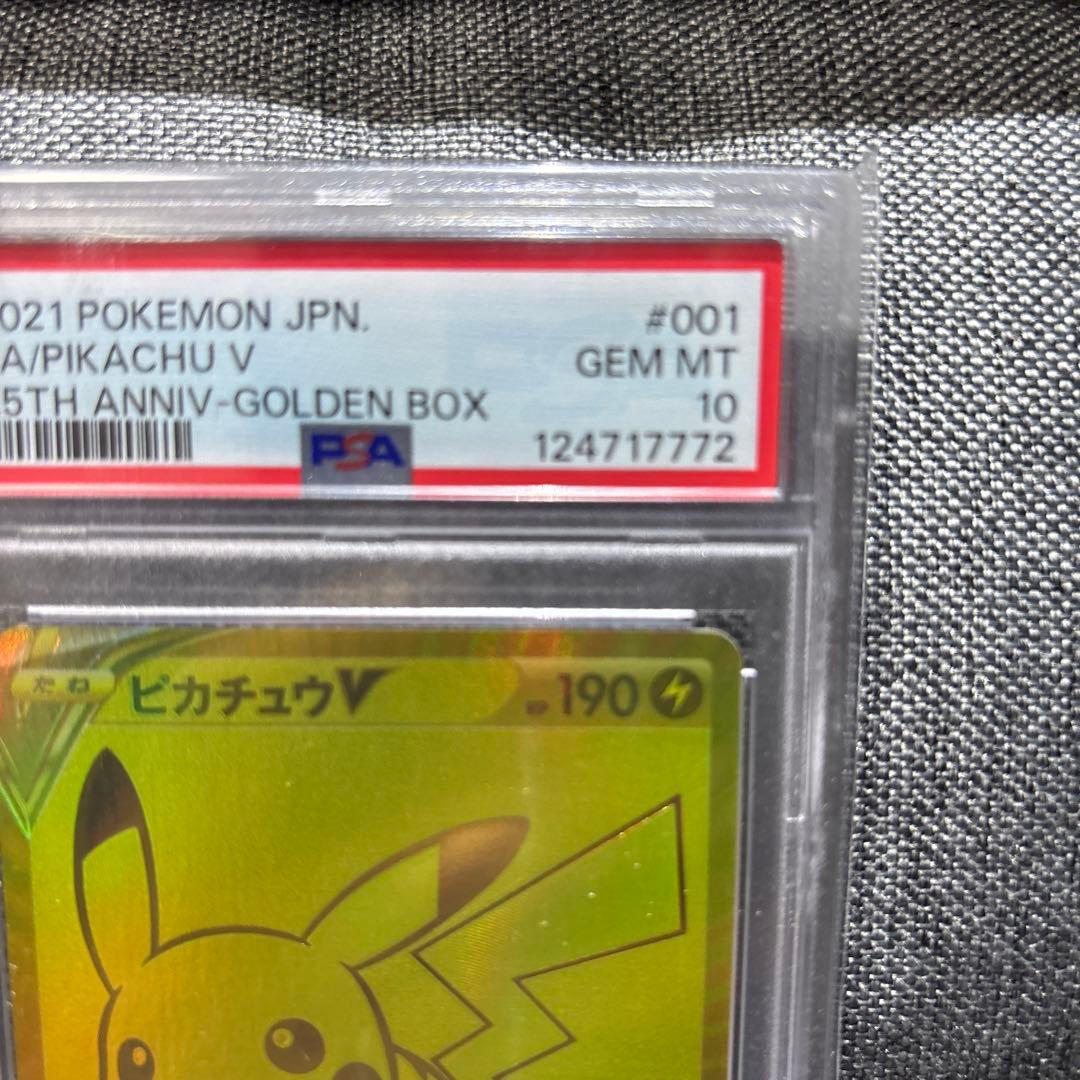 021 POKEMON JPN. #001
A/PIKACHU V GEM MT
5TH ANNIV-GOLDEN BOX 10
PSA 124717772
たね ピカチュウV HP 190